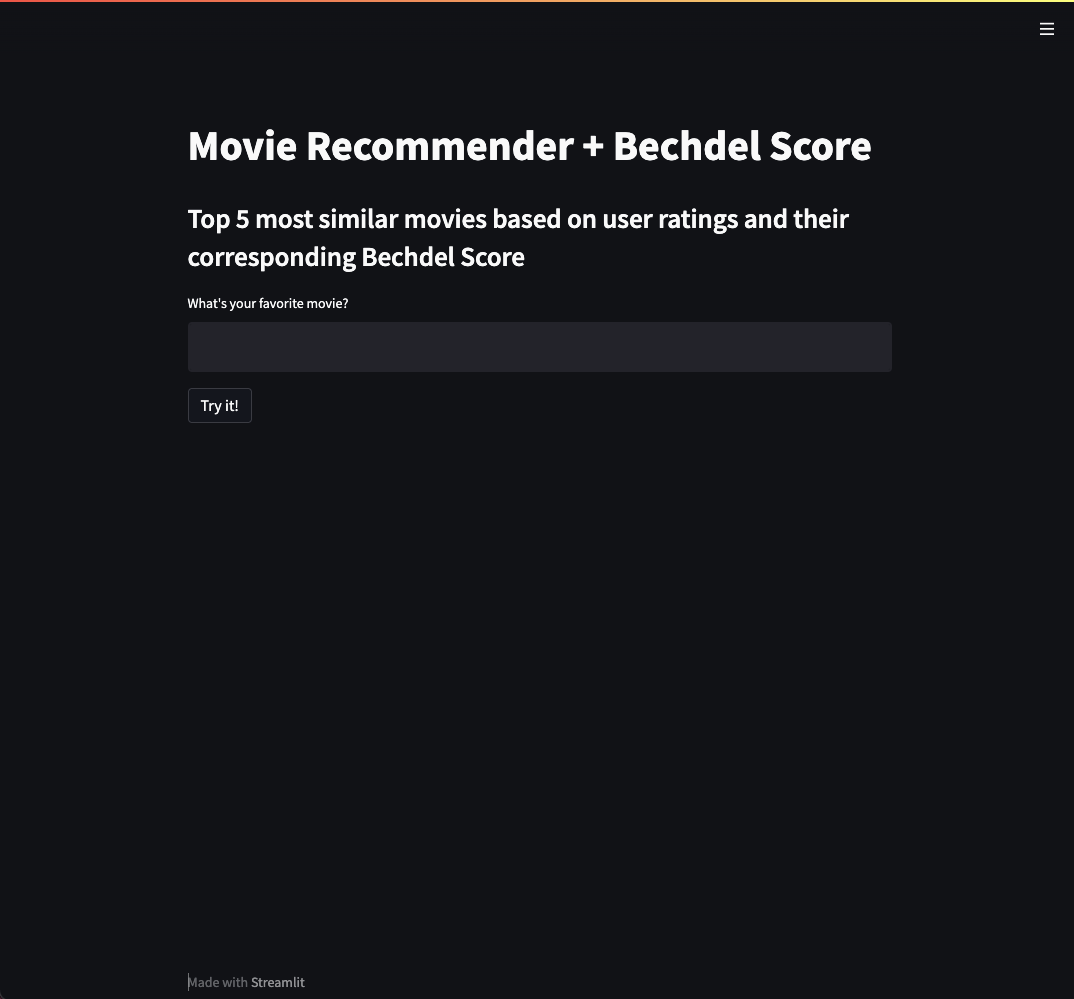 Movie Recommender + Bechdel Score
Top 5 most similar movies based on user ratings and their
corresponding Bechdel Score
What's your favorite movie?
Try it!
Made with Streamlit